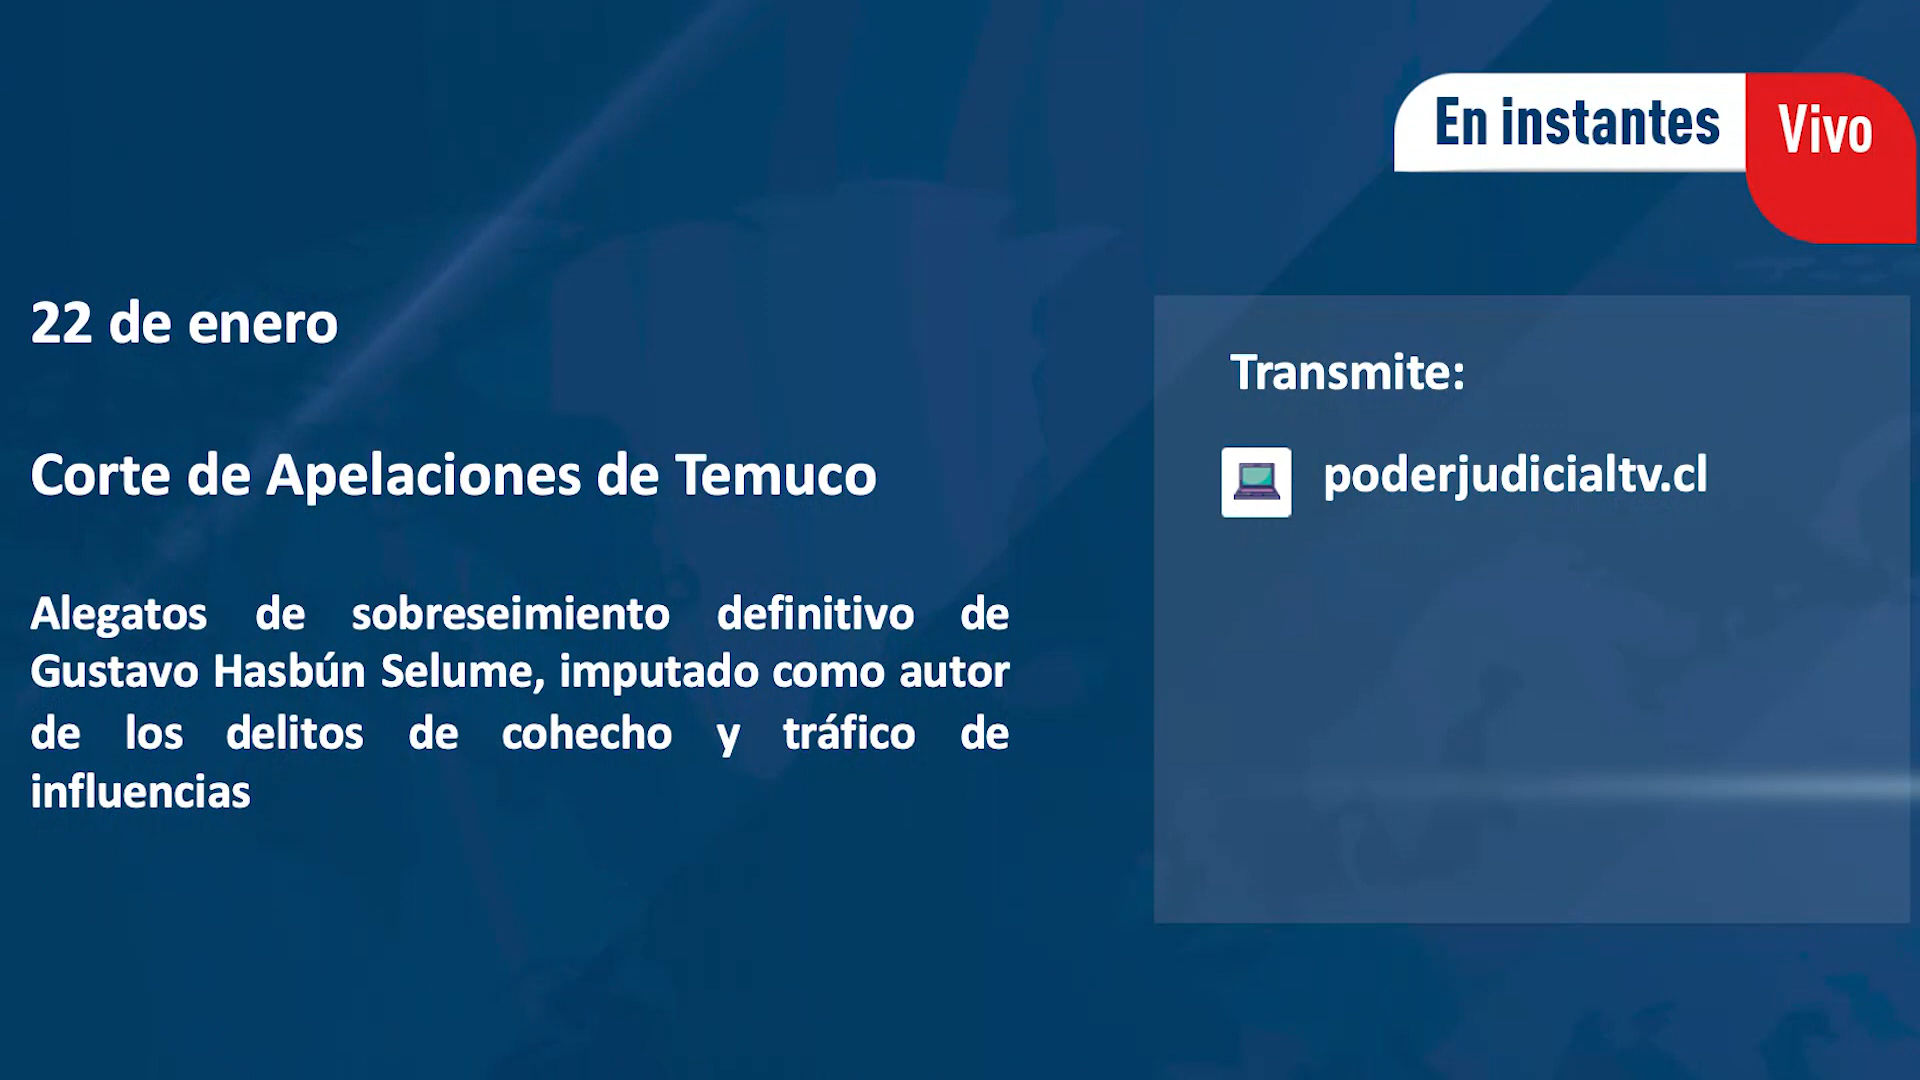 En instantes
Vivo
22 de enero
Corte de Apelaciones de Temuco
Alegatos de sobreseimiento definitivo de
Gustavo Hasbún Selume, imputado como autor
de los delitos de cohecho y tráfico de
influencias
Transmite:
poderjudicialtv.cl